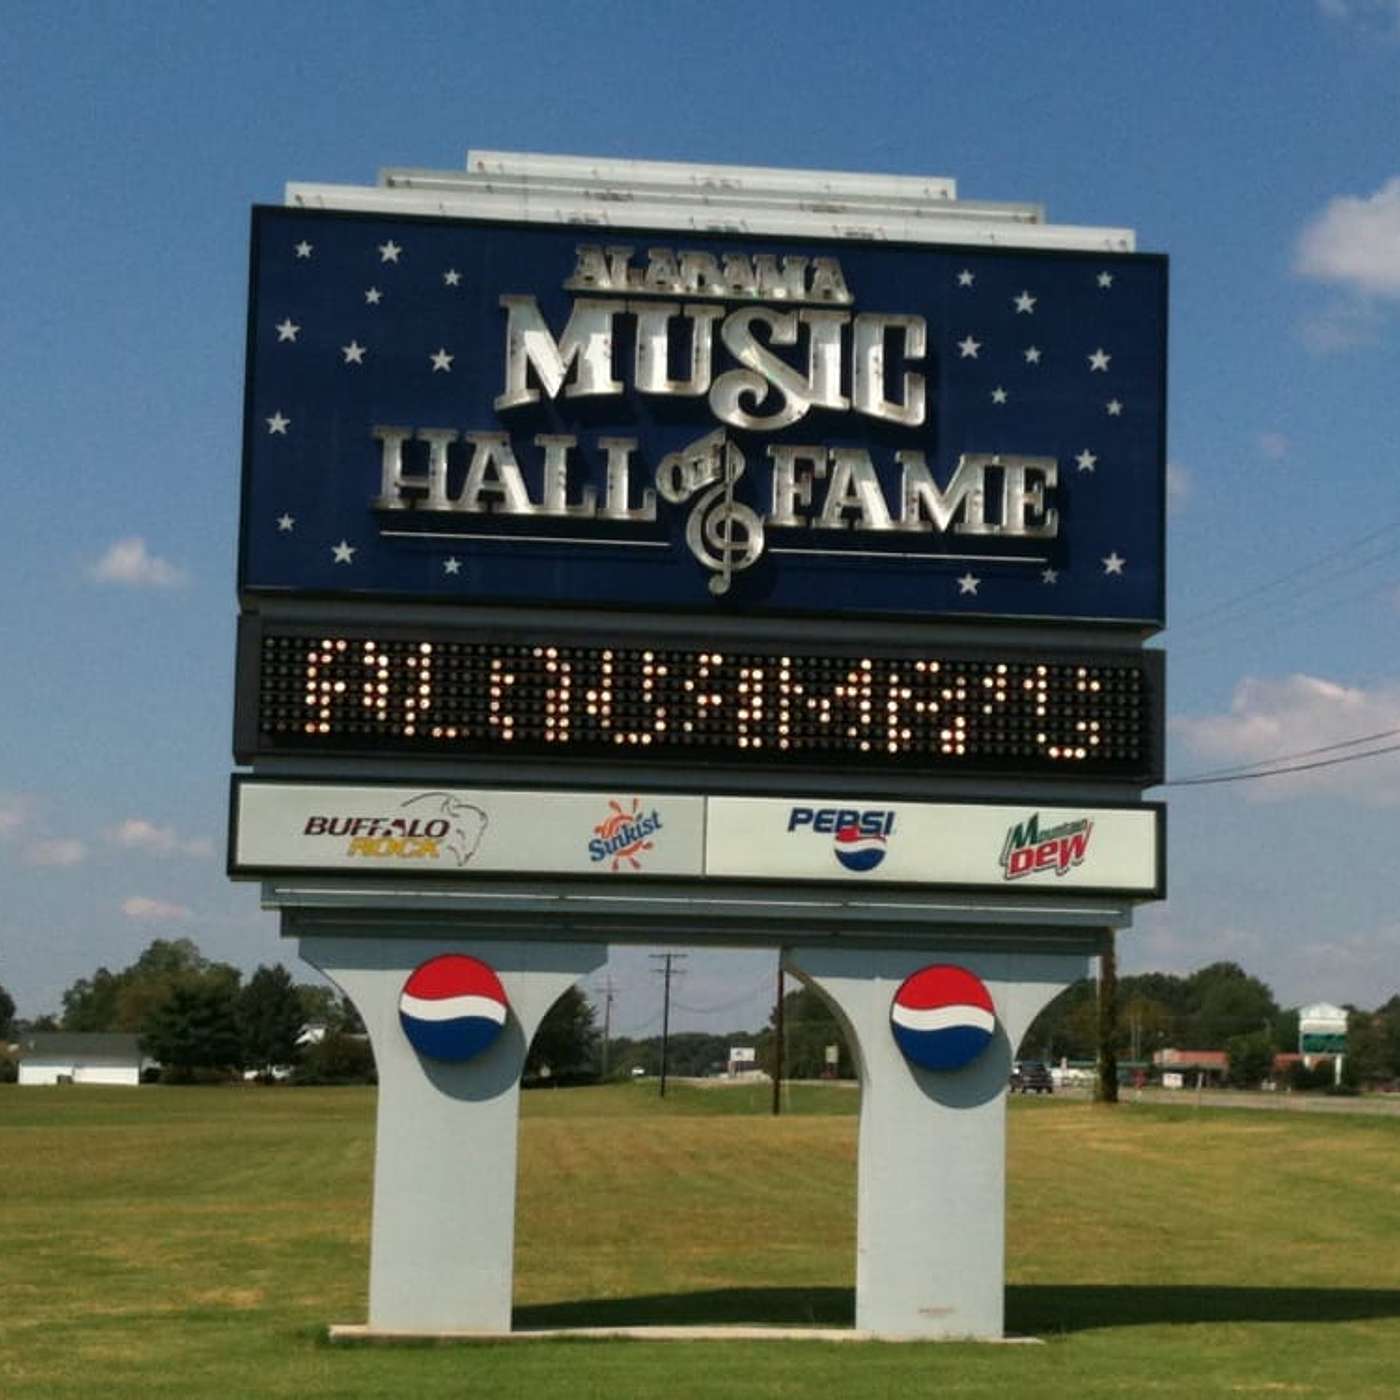 ALABAMA
MUSIC
HALL OF FAME
BUFFALO ROCK
Sunkist
PEPSI
Mountain Dew